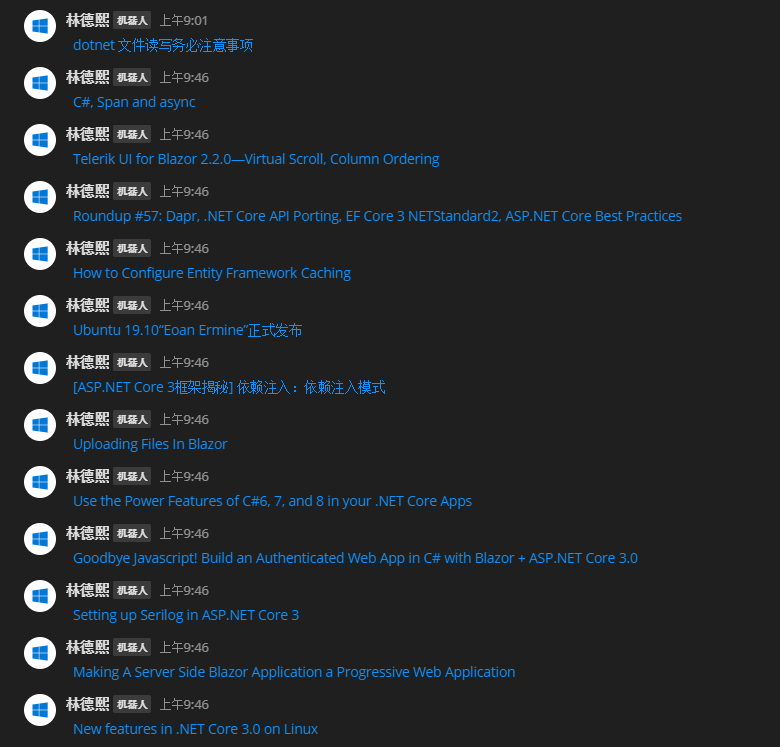 林德熙 机器人 上午9:01
dotnet 文件读写务必注意事项
林德熙 机器人 上午9:46
C#, Span and async
林德熙 机器人 上午9:46
Telerik UI for Blazor 2.2.0—Virtual Scroll, Column Ordering
林德熙 机器人 上午9:46
Roundup #57: Dapr, .NET Core API Porting, EF Core 3 NETStandard2, ASP.NET Core Best Practices
林德熙 机器人 上午9:46
How to Configure Entity Framework Caching
林德熙 机器人 上午9:46
Ubuntu 19.10“Eoan Ermine”正式发布
林德熙 机器人 上午9:46
[ASP.NET Core 3框架揭秘] 依赖注入：依赖注入模式
林德熙 机器人 上午9:46
Uploading Files In Blazor
林德熙 机器人 上午9:46
Use the Power Features of C#6, 7, and 8 in your .NET Core Apps
林德熙 机器人 上午9:46
Goodbye Javascript! Build an Authenticated Web App in C# with Blazor + ASP.NET Core 3.0
林德熙 机器人 上午9:46
Setting up Serilog in ASP.NET Core 3
林德熙 机器人 上午9:46
Making A Server Side Blazor Application a Progressive Web Application
林德熙 机器人 上午9:46
New features in .NET Core 3.0 on Linux